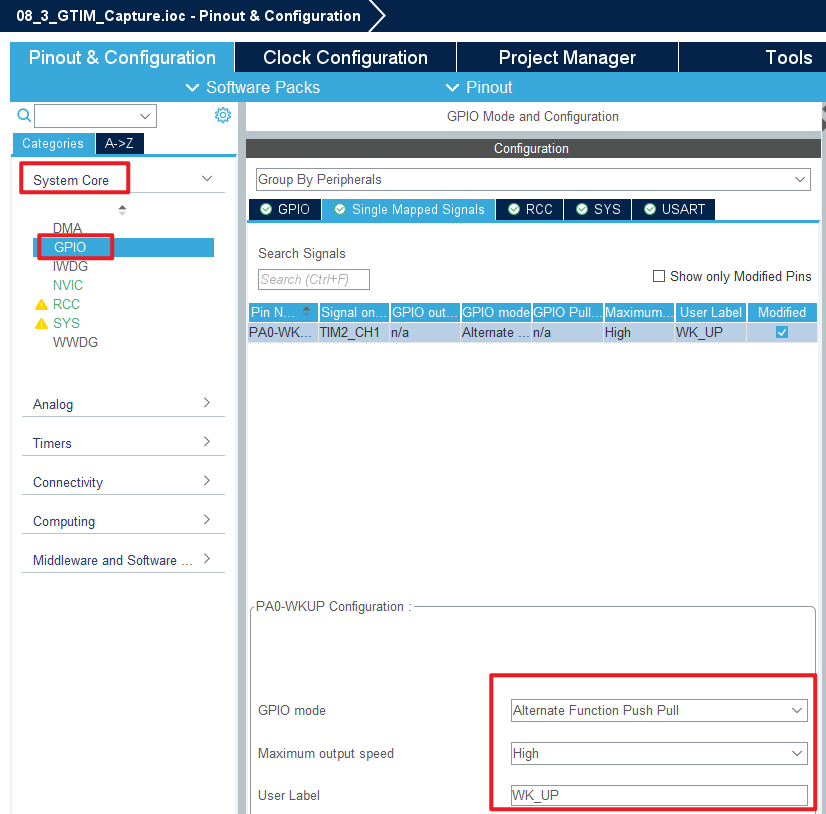 08_3_GTIM_Capture.ioc - Pinout & Configuration
Pinout & Configuration Clock Configuration Project Manager Tools
Software Packs Pinout
GPIO Mode and Configuration
Categories A->Z
Configuration
System Core
Group By Peripherals
GPIO Single Mapped Signals RCC SYS USART
DMA
GPIO
IWDG
NVIC
RCC
SYS
WWDG
Search Signals
Search (Ctrl+F)
Show only Modified Pins
Pin N... Signal on... GPIO out... GPIO mode GPIO Pull... Maximum... User Label Modified
PA0-WK... TIM2_CH1 n/a Alternate ... n/a High WK_UP
Analog
Timers
Connectivity
Computing
Middleware and Software ...
PA0-WKUP Configuration :
GPIO mode Alternate Function Push Pull
Maximum output speed High
User Label WK_UP